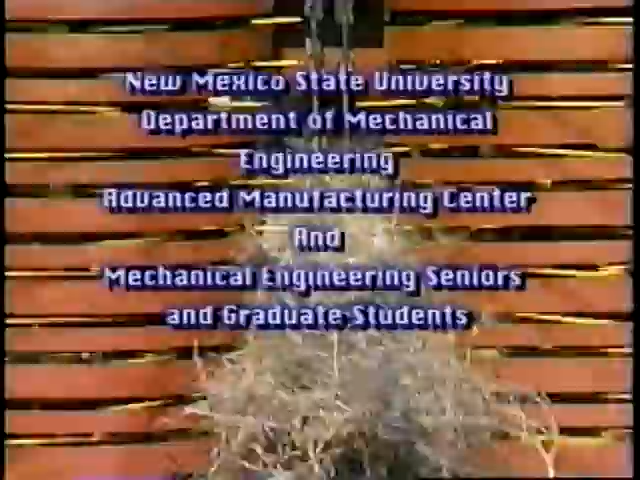 New Mexico State University
Department of Mechanical
Engineering
Advanced Manufacturing Center
And
Mechanical Engineering Seniors
and Graduate Students